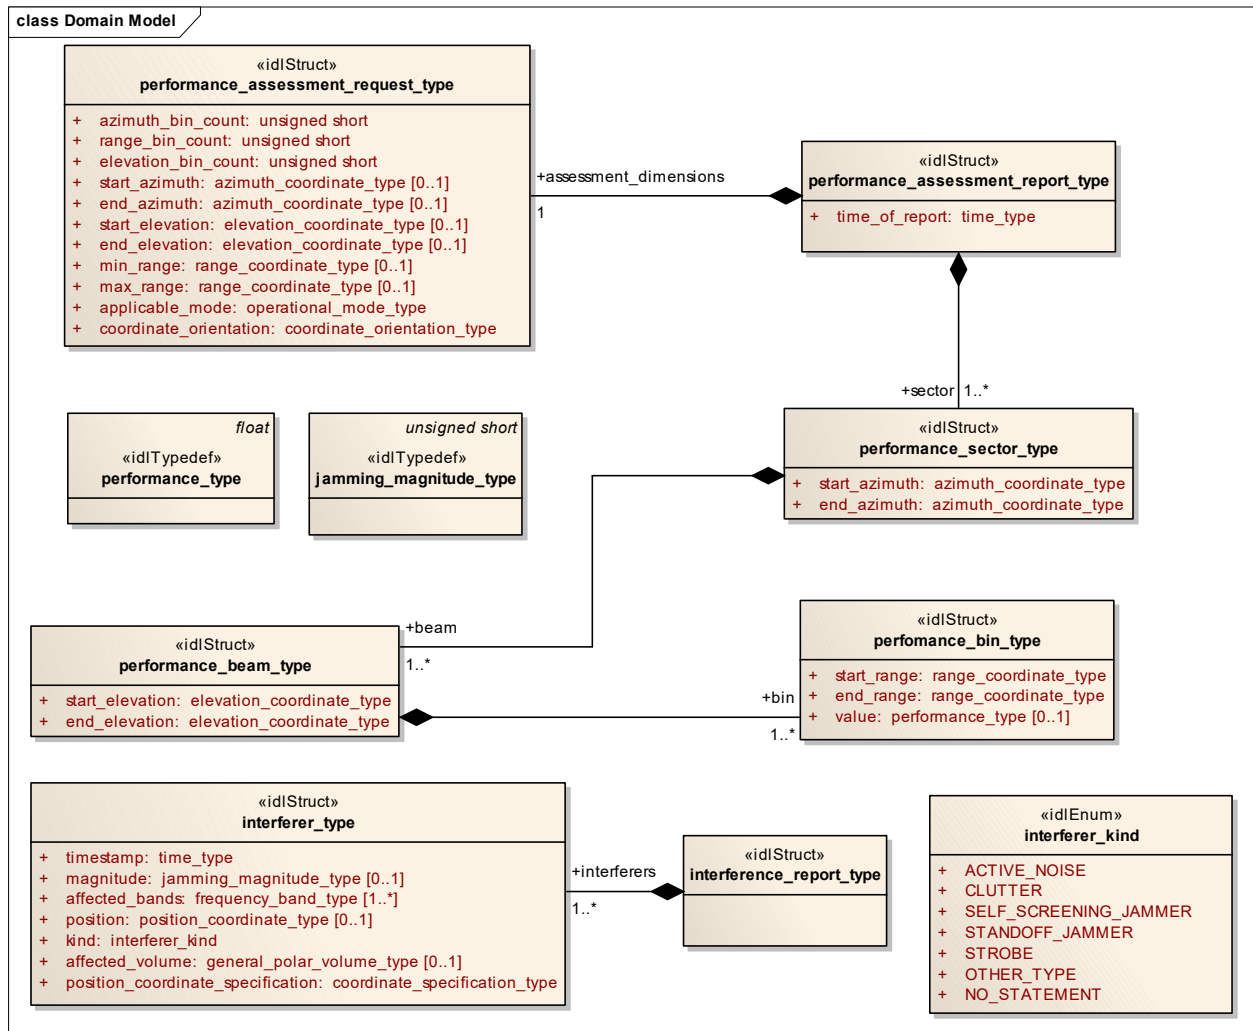 class Domain Model
«idlStruct»
performance_assessment_request_type
+ azimuth_bin_count: unsigned short
+ range_bin_count: unsigned short
+ elevation_bin_count: unsigned short
+ start_azimuth: azimuth_coordinate_type [0..1]
+ end_azimuth: azimuth_coordinate_type [0..1]
+ start_elevation: elevation_coordinate_type [0..1]
+ end_elevation: elevation_coordinate_type [0..1]
+ min_range: range_coordinate_type [0..1]
+ max_range: range_coordinate_type [0..1]
+ applicable_mode: operational_mode_type
+ coordinate_orientation: coordinate_orientation_type
+assessment_dimensions
1
«idlStruct»
performance_assessment_report_type
+ time_of_report: time_type
+sector 1..*
float
«idlTypedef»
performance_type
unsigned short
«idlTypedef»
jamming_magnitude_type
«idlStruct»
performance_sector_type
+ start_azimuth: azimuth_coordinate_type
+ end_azimuth: azimuth_coordinate_type
+beam
1..*
«idlStruct»
performance_beam_type
+ start_elevation: elevation_coordinate_type
+ end_elevation: elevation_coordinate_type
+bin
1..*
«idlStruct»
perfomance_bin_type
+ start_range: range_coordinate_type
+ end_range: range_coordinate_type
+ value: performance_type [0..1]
«idlStruct»
interferer_type
+ timestamp: time_type
+ magnitude: jamming_magnitude_type [0..1]
+ affected_bands: frequency_band_type [1..*]
+ position: position_coordinate_type [0..1]
+ kind: interferer_kind
+ affected_volume: general_polar_volume_type [0..1]
+ position_coordinate_specification: coordinate_specification_type
+interferers
1..*
«idlStruct»
interference_report_type
«idlEnum»
interferer_kind
+ ACTIVE_NOISE
+ CLUTTER
+ SELF_SCREENING_JAMMER
+ STANDOFF_JAMMER
+ STROBE
+ OTHER_TYPE
+ NO_STATEMENT